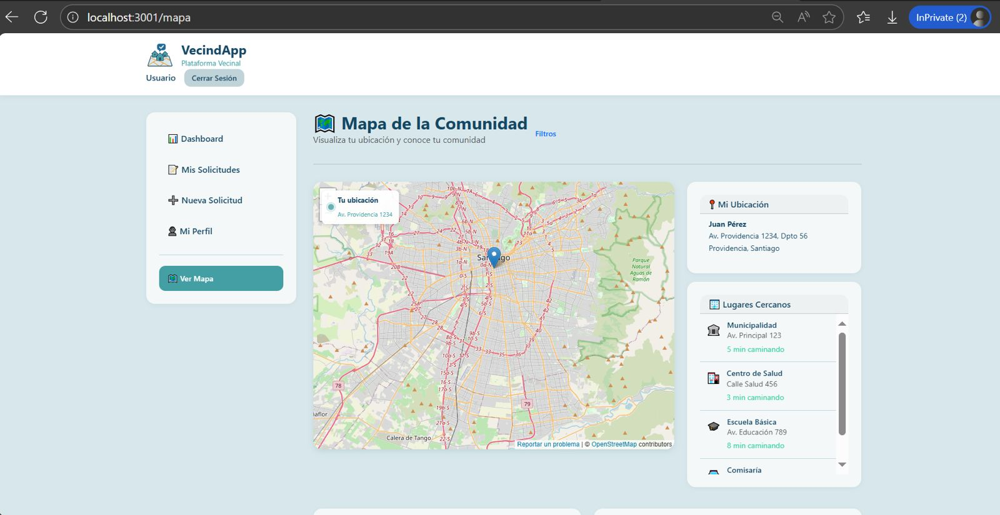 localhost:3001/mapa
InPrivate (2)
VecindApp
Plataforma Vecinal
Usuario
Cerrar Sesión
Dashboard
Mis Solicitudes
Nueva Solicitud
Mi Perfil
Ver Mapa
Mapa de la Comunidad
Visualiza tu ubicación y conoce tu comunidad
Filtros
Tu ubicación
Av. Providencia 1234
Parque
Natural
Aguas de
Ramón
78
79
Calera de Tango
Reportar un problema | © OpenStreetMap contributors
Mi Ubicación
Juan Pérez
Av. Providencia 1234, Dpto 56
Providencia, Santiago
Lugares Cercanos
Municipalidad
Av. Principal 123
5 min caminando
Centro de Salud
Calle Salud 456
3 min caminando
Escuela Básica
Av. Educación 789
8 min caminando
Comisaría